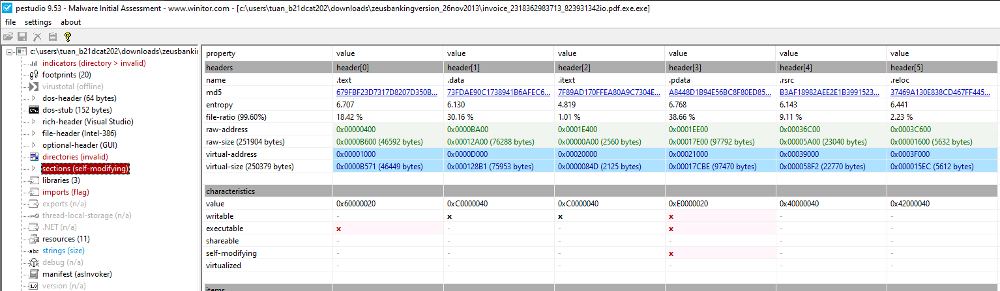 pestudio 9.53 - Malware Initial Assessment - www.winitor.com - [c:\users\tuan_b21dcat202\downloads\zeusbankingversion_26nov2013\invoice_2318362983713_823931342io.pdf.exe.exe]
file settings about
c:\users\tuan_b21dcat202\downloads\zeusbankin
indicators (directory > invalid)
footprints (20)
virustotal (offline)
dos-header (64 bytes)
dos-stub (152 bytes)
rich-header (Visual Studio)
file-header (Intel-386)
optional-header (GUI)
directories (invalid)
sections (self-modifying)
libraries (3)
imports (flag)
exports (n/a)
thread-local-storage (n/a)
.NET (n/a)
resources (11)
abc strings (size)
debug (n/a)
manifest (asInvoker)
1.0 version (n/a)
property value value value value value value
headers header[0] header[1] header[2] header[3] header[4] header[5]
name .text .data .itext .pdata .rsrc .reloc
md5 679FBF23D7317D8207D350B... 73FDAE90C1738941B6AFEC6... 7F89AD170FFEA80A9C7304E... A8448D1B94E56BC8F80ED85... B3AF18982AEE2E1B3991523... 37469A130E838CD467FF445...
entropy 6.707 6.130 4.819 6.768 6.143 6.441
file-ratio (99.60%) 18.42 % 30.16 % 1.01 % 38.66 % 9.11 % 2.23 %
raw-address 0x00000400 0x0000BA00 0x0001E400 0x0001EE00 0x00036C00 0x0003C600
raw-size (251904 bytes) 0x0000B600 (46592 bytes) 0x00012A00 (76288 bytes) 0x00000A00 (2560 bytes) 0x00017E00 (97792 bytes) 0x00005A00 (23040 bytes) 0x00001600 (5632 bytes)
virtual-address 0x00001000 0x0000D000 0x00020000 0x00021000 0x00039000 0x0003F000
virtual-size (250379 bytes) 0x0000B571 (46449 bytes) 0x000128B1 (75953 bytes) 0x0000084D (2125 bytes) 0x00017CBE (97470 bytes) 0x000058F2 (22770 bytes) 0x000015EC (5612 bytes)
characteristics
value 0x60000020 0xC0000040 0xC0000040 0xE0000020 0x40000040 0x42000040
writable - x x x - -
executable x - - x - -
shareable - - - - - -
self-modifying - - - x - -
virtualized - - - - - -
items